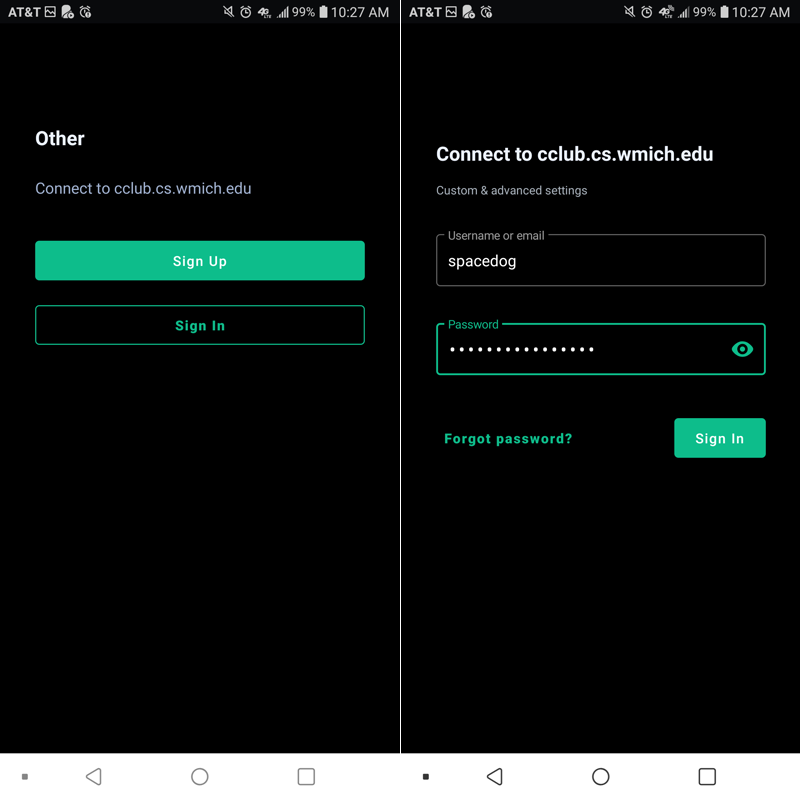 AT&T 99% 10:27 AM
Other
Connect to cclub.cs.wmich.edu
Sign Up
Sign In
AT&T 4G LTE 99% 10:27 AM
Connect to cclub.cs.wmich.edu
Custom & advanced settings
Username or email
spacedog
Password
••••••••••••••••
Forgot password?
Sign In